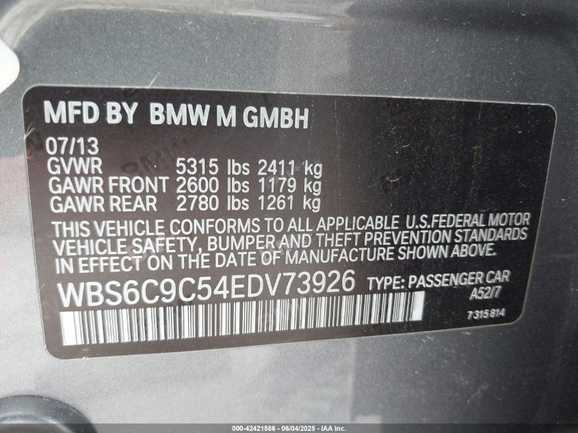 MFD BY BMW M GMBH
07/13
GVWR 5315 lbs 2411 kg
GAWR FRONT 2600 lbs 1179 kg
GAWR REAR 2780 lbs 1261 kg
THIS VEHICLE CONFORMS TO ALL APPLICABLE U.S.FEDERAL MOTOR
VEHICLE SAFETY, BUMPER AND THEFT PREVENTION STANDARDS
IN EFFECT ON THE DATE OF MANUFACTURE SHOWN ABOVE.
WBS6C9C54EDV73926 TYPE: PASSENGER CAR
A52/7
7 315 814
000-42421588 - 06/04/2025 - IAA Inc.